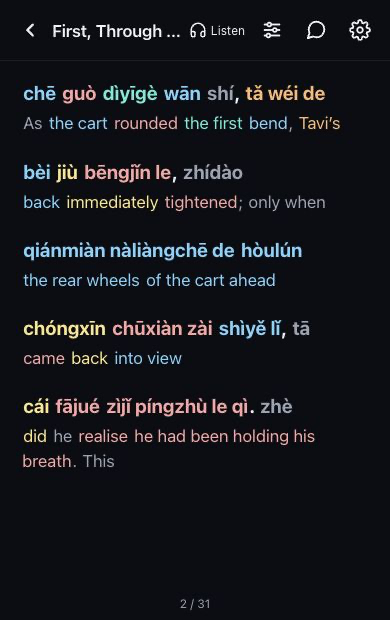 First, Through ... Listen
chē guò dìyīgè wān shí, tǎ wéi de
As the cart rounded the first bend, Tavi's
bèi jiù bēngjǐn le, zhídào
back immediately tightened; only when
qiánmiàn nàliàngchē de hòulún
the rear wheels of the cart ahead
chóngxīn chūxiàn zài shìyě lǐ, tā
came back into view
cái fājué zìjǐ píngzhù le qì. zhè
did he realise he had been holding his
breath. This
2 / 31